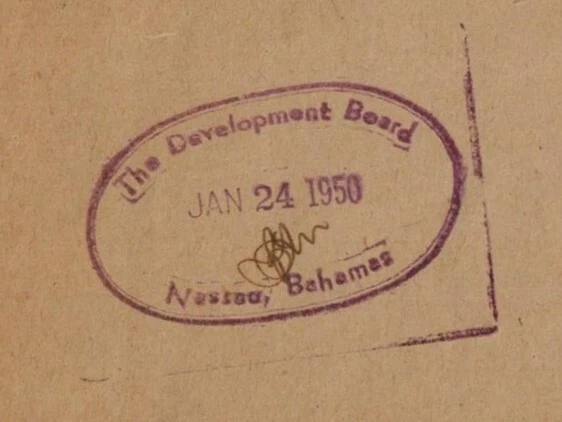 The Development Board
JAN 24 1950
Nassau, Bahamas